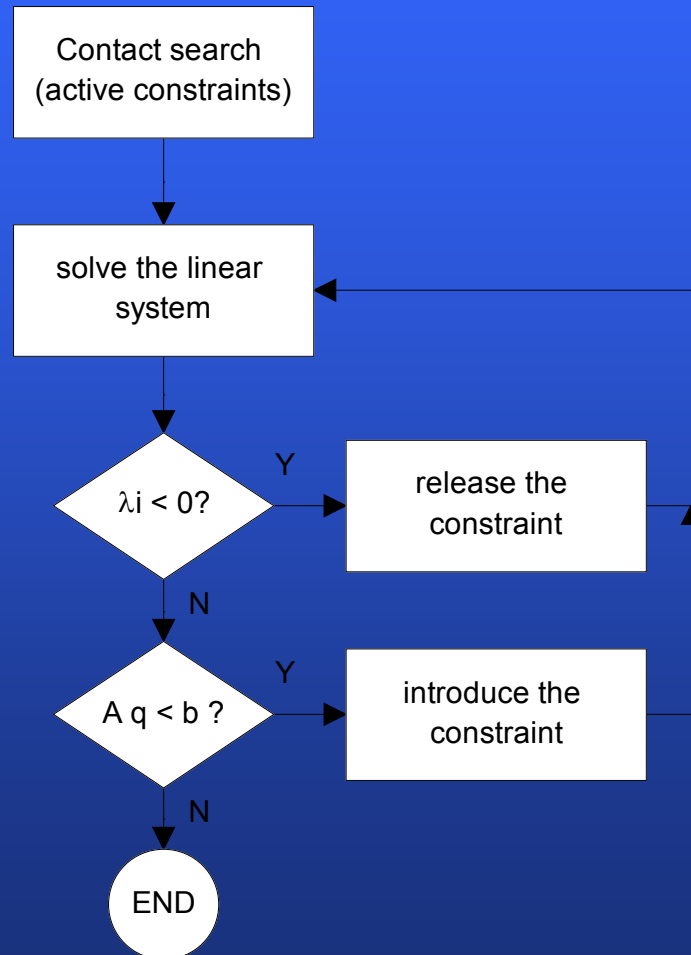 Contact search
(active constraints)
solve the linear
system
λi < 0?
Y
release the
constraint
N
A q < b ?
Y
introduce the
constraint
N
END